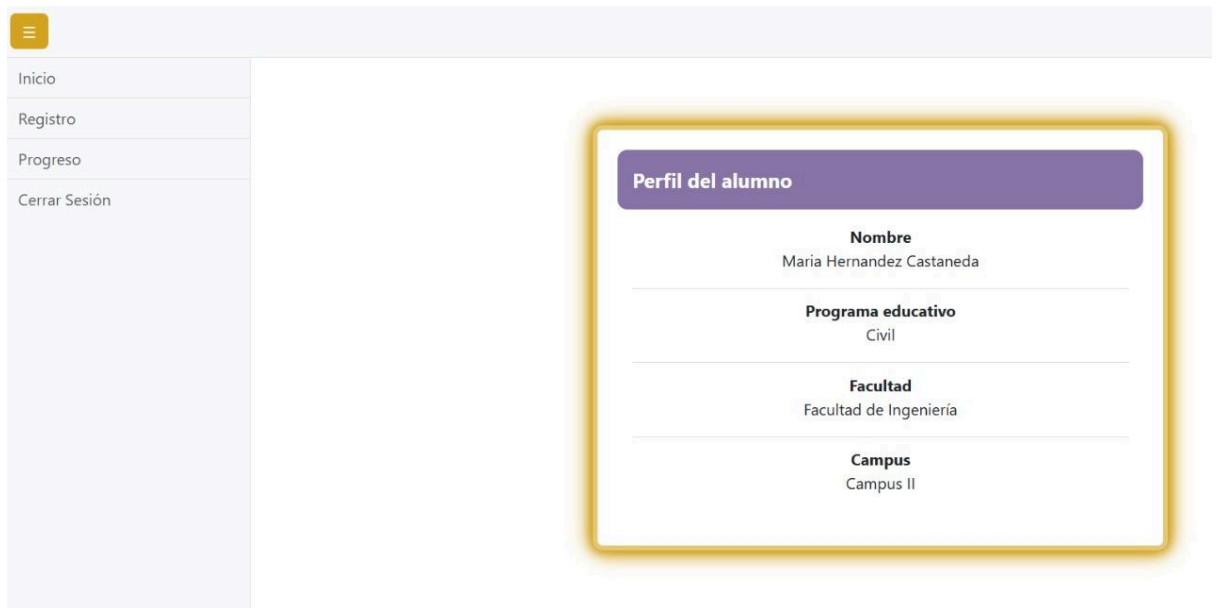 Inicio
Registro
Progreso
Cerrar Sesión
Perfil del alumno
Nombre
Maria Hernandez Castaneda
Programa educativo
Civil
Facultad
Facultad de Ingeniería
Campus
Campus II